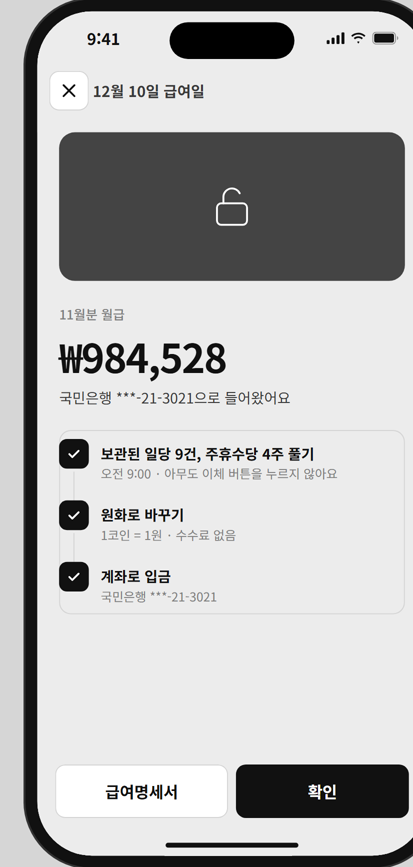 9:41
12월 10일 급여일
11월분 월급
₩984,528
국민은행 ***-21-3021으로 들어왔어요
보관된 일당 9건, 주휴수당 4주 풀기
오전 9:00 · 아무도 이체 버튼을 누르지 않아요
원화로 바꾸기
1코인 = 1원 · 수수료 없음
계좌로 입금
국민은행 ***-21-3021
급여명세서
확인